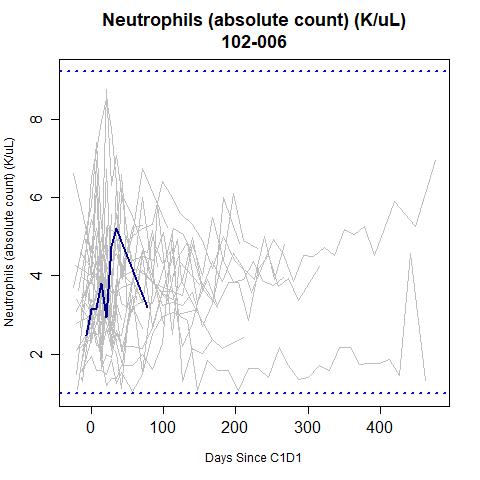 Neutrophils (absolute count) (K/uL)
102-006
Neutrophils (absolute count) (K/uL)
8
6
4
2
0 100 200 300 400
Days Since C1D1